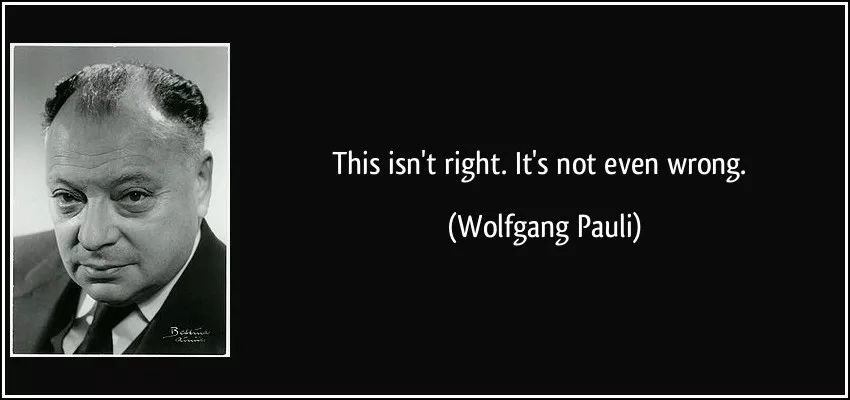 This isn't right. It's not even wrong.
(Wolfgang Pauli)